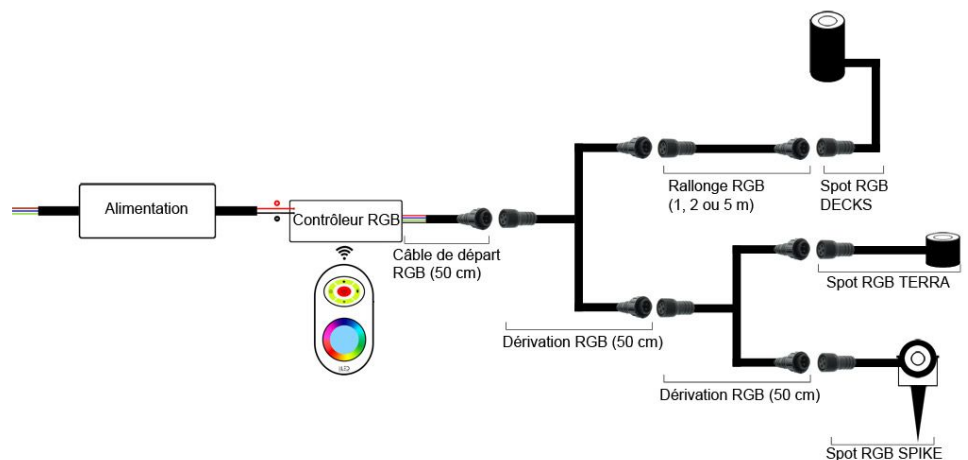 Alimentation
Contrôleur RGB
Câble de départ
RGB (50 cm)
Dérivation RGB (50 cm)
Rallonge RGB
(1, 2 ou 5 m)
Spot RGB
DECKS
Spot RGB TERRA
Dérivation RGB (50 cm)
Spot RGB SPIKE